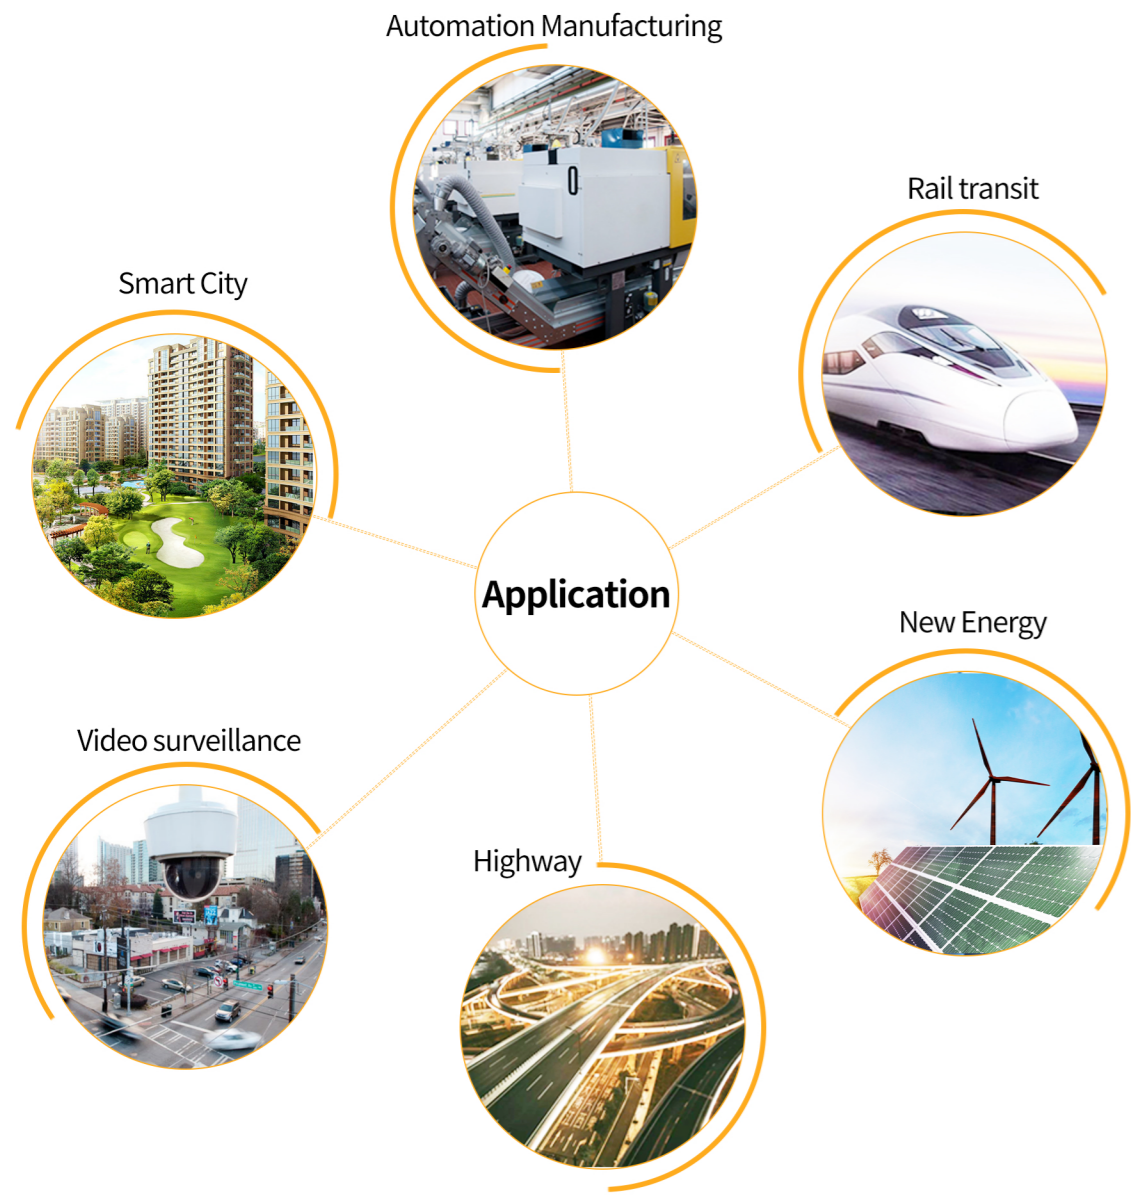 Automation Manufacturing
Rail transit
Smart City
Application
New Energy
Video surveillance
Highway